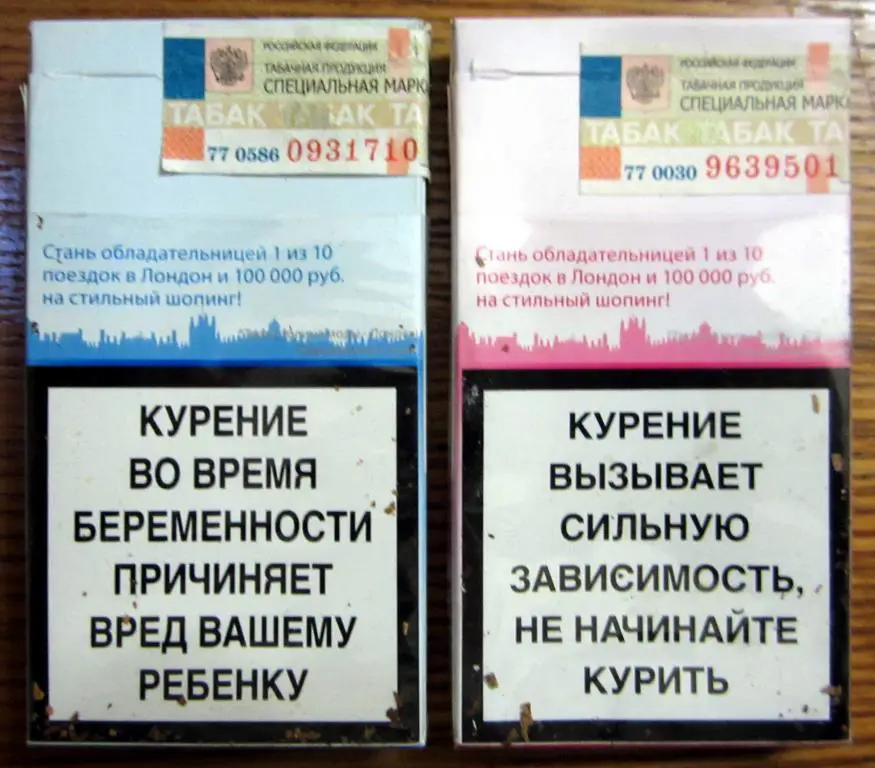 РОССИЙСКАЯ ФЕДЕРАЦИЯ
ТАБАЧНАЯ ПРОДУКЦИЯ
СПЕЦИАЛЬНАЯ МАРК
ТАБАК ТАБАК ТА
77 0586 0931710
Стань обладательницей 1 из 10
поездок в Лондон и 100 000 руб.
на стильный шопинг!
КУРЕНИЕ
ВО ВРЕМЯ
БЕРЕМЕННОСТИ
ПРИЧИНЯЕТ
ВРЕД ВАШЕМУ
РЕБЕНКУ
РОССИЙСКАЯ ФЕДЕРАЦИЯ
ТАБАЧНАЯ ПРОДУКЦИЯ
СПЕЦИАЛЬНАЯ МАРК
ТАБАК ТАБАК ТА
77 0030 9639501
Стань обладательницей 1 из 10
поездок в Лондон и 100 000 руб.
на стильный шопинг!
КУРЕНИЕ
ВЫЗЫВАЕТ
СИЛЬНУЮ
ЗАВИСИМОСТЬ,
НЕ НАЧИНАЙТЕ
КУРИТЬ